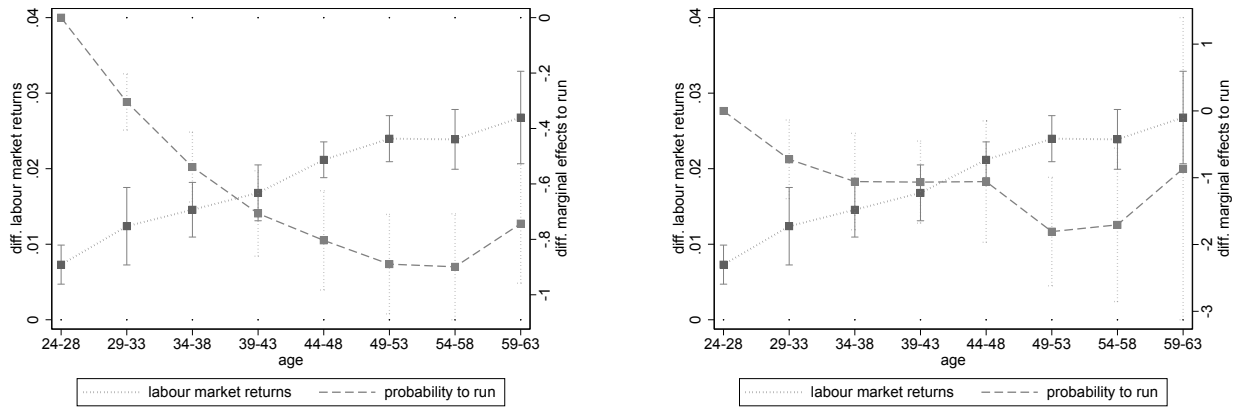 .04
.03
.02
.01
0
diff. labour market returns
0
-.2
-.4
-.6
-.8
-1
diff. marginal effects to run
24-28 29-33 34-38 39-43 44-48 49-53 54-58 59-63
age
labour market returns probability to run
.04
.03
.02
.01
0
diff. labour market returns
1
0
-1
-2
-3
diff. marginal effects to run
24-28 29-33 34-38 39-43 44-48 49-53 54-58 59-63
age
labour market returns probability to run